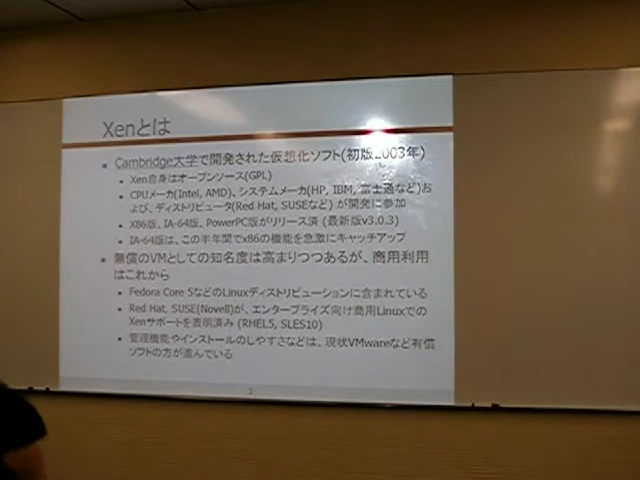 Xenとは
Cambridge大学で開発された仮想化ソフト(初版2003年)
Xen自身はオープンソース(GPL)
CPUメーカ(Intel, AMD)、システムメーカ(HP, IBM, 富士通など)お
よび、ディストリビュータ(Red Hat, SUSEなど) が開発に参加
X86版、IA-64版、PowerPC版がリリース済 (最新版v3.0.3)
IA-64版は、この半年間でx86の機能を急激にキャッチアップ
無償のVMとしての知名度は高まりつつあるが、商用利用
はこれから
Fedora Core 5などのLinuxディストリビューションに含まれている
Red Hat, SUSE(Novell)が、エンタープライズ向け商用Linuxでの
Xenサポートを表明済み (RHEL5, SLES10)
管理機能やインストールのしやすさなどは、現状VMwareなど有償
ソフトの方が進んでいる
2